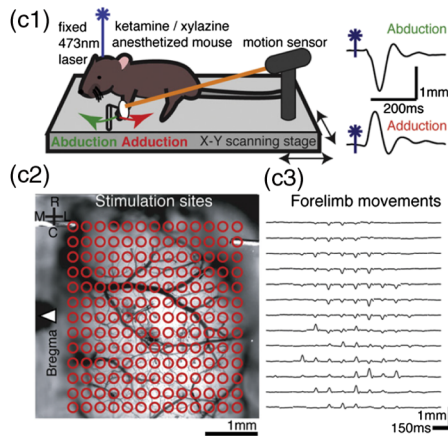 (c1)
fixed
473nm
laser
ketamine / xylazine
anesthetized mouse
motion sensor
Abduction
1mm
200ms
Adduction
Abduction Adduction X-Y scanning stage
(c2)
Stimulation sites
R
M L
C
Bregma
1mm
(c3)
Forelimb movements
1mm
150ms